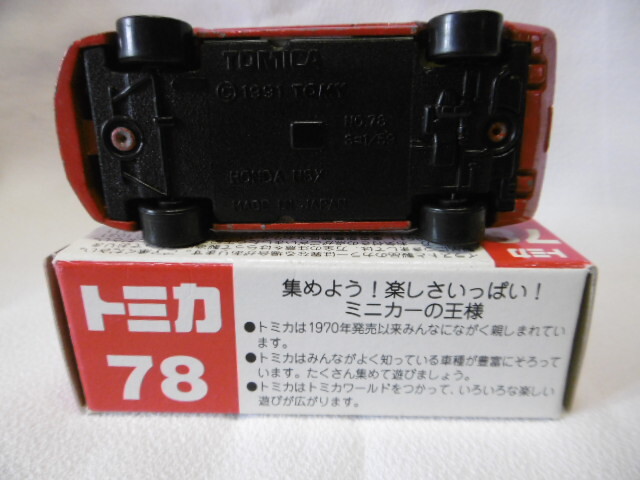 TOMICA
© 1991 TOMY
NO.78
S=1/59
HONDA NSX
MADE IN JAPAN
トミカ
78
集めよう！楽しさいっぱい！
ミニカーの王様
●トミカは1970年発売以来みんなにながく親しまれています。
●トミカはみんながよく知っている車種が豊富にそろっています。たくさん集めて遊びましょう。
●トミカはトミカワールドをつかって、いろいろな楽しい遊びが広がります。
トミカ